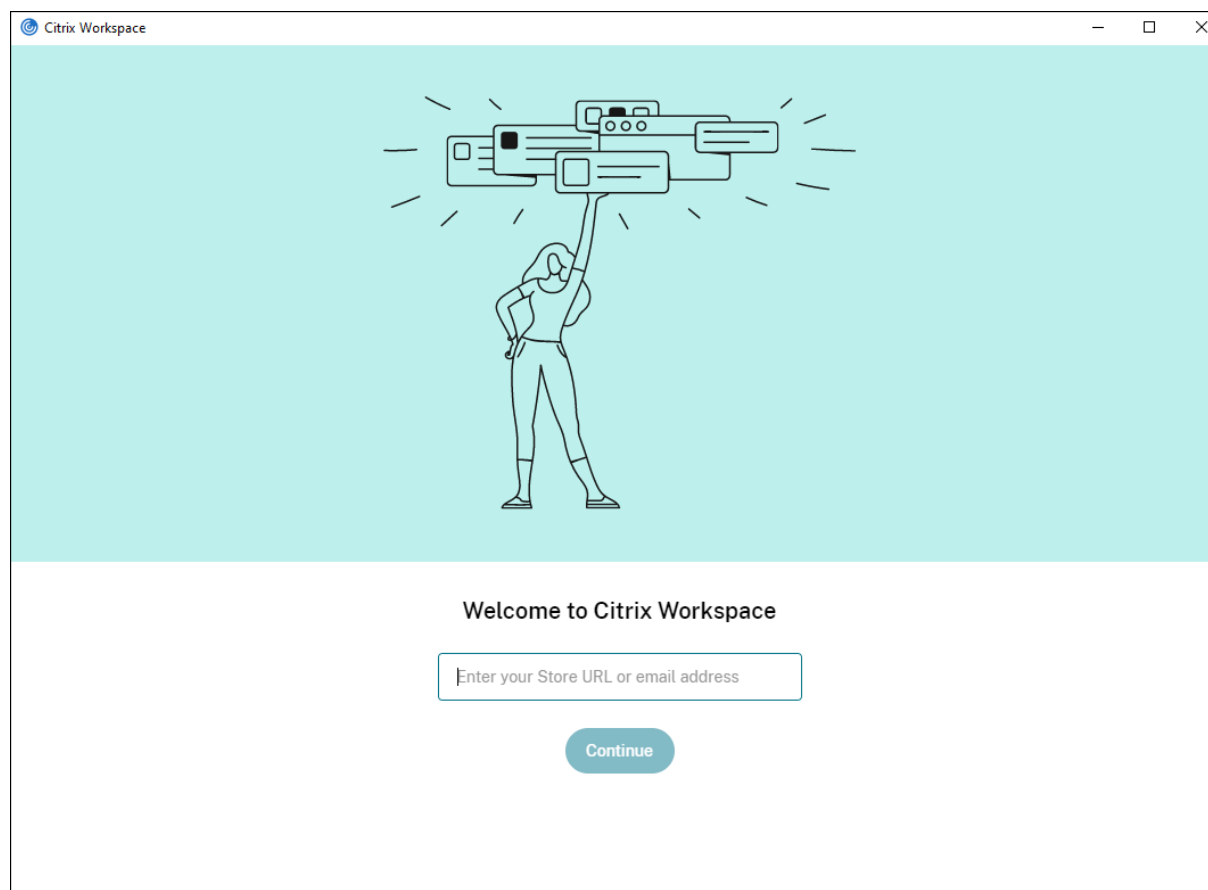 Citrix Workspace
Welcome to Citrix Workspace
Enter your Store URL or email address
Continue